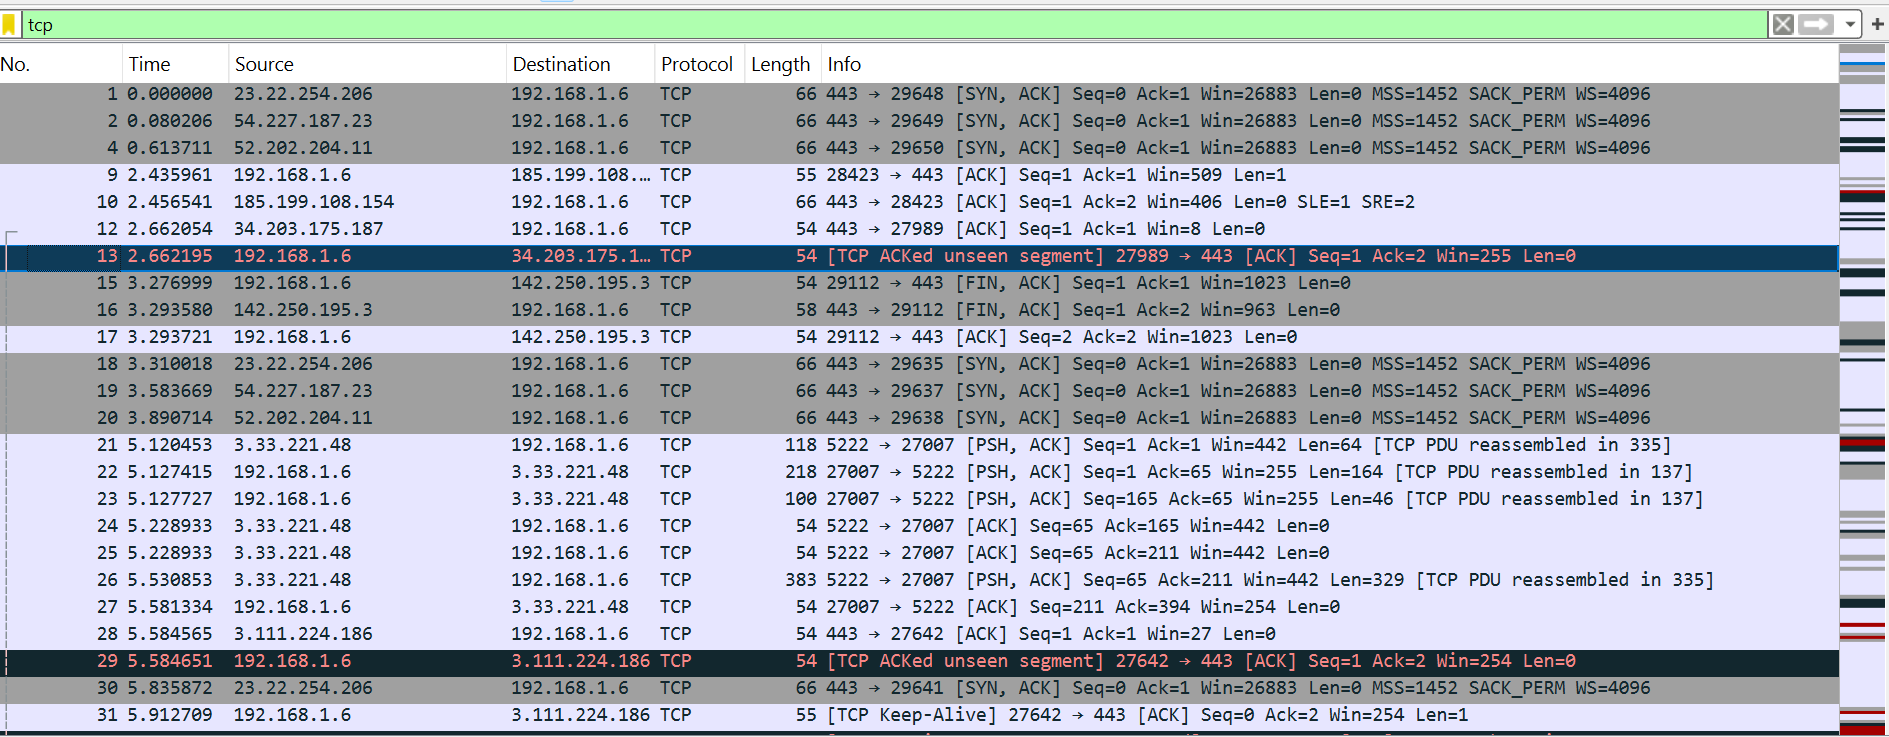 tcp
No. Time Source Destination Protocol Length Info
1 0.000000 23.22.254.206 192.168.1.6 TCP 66 443 → 29648 [SYN, ACK] Seq=0 Ack=1 Win=26883 Len=0 MSS=1452 SACK_PERM WS=4096
2 0.080206 54.227.187.23 192.168.1.6 TCP 66 443 → 29649 [SYN, ACK] Seq=0 Ack=1 Win=26883 Len=0 MSS=1452 SACK_PERM WS=4096
4 0.613711 52.202.204.11 192.168.1.6 TCP 66 443 → 29650 [SYN, ACK] Seq=0 Ack=1 Win=26883 Len=0 MSS=1452 SACK_PERM WS=4096
9 2.435961 192.168.1.6 185.199.108.... TCP 55 28423 → 443 [ACK] Seq=1 Ack=1 Win=509 Len=1
10 2.456541 185.199.108.154 192.168.1.6 TCP 66 443 → 28423 [ACK] Seq=1 Ack=2 Win=406 Len=0 SLE=1 SRE=2
12 2.662054 34.203.175.187 192.168.1.6 TCP 54 443 → 27989 [ACK] Seq=1 Ack=1 Win=8 Len=0
13 2.662195 192.168.1.6 34.203.175.1... TCP 54 [TCP ACKed unseen segment] 27989 → 443 [ACK] Seq=1 Ack=2 Win=255 Len=0
15 3.276999 192.168.1.6 142.250.195.3 TCP 54 29112 → 443 [FIN, ACK] Seq=1 Ack=1 Win=1023 Len=0
16 3.293580 142.250.195.3 192.168.1.6 TCP 58 443 → 29112 [FIN, ACK] Seq=1 Ack=2 Win=963 Len=0
17 3.293721 192.168.1.6 142.250.195.3 TCP 54 29112 → 443 [ACK] Seq=2 Ack=2 Win=1023 Len=0
18 3.310018 23.22.254.206 192.168.1.6 TCP 66 443 → 29635 [SYN, ACK] Seq=0 Ack=1 Win=26883 Len=0 MSS=1452 SACK_PERM WS=4096
19 3.583669 54.227.187.23 192.168.1.6 TCP 66 443 → 29637 [SYN, ACK] Seq=0 Ack=1 Win=26883 Len=0 MSS=1452 SACK_PERM WS=4096
20 3.890714 52.202.204.11 192.168.1.6 TCP 66 443 → 29638 [SYN, ACK] Seq=0 Ack=1 Win=26883 Len=0 MSS=1452 SACK_PERM WS=4096
21 5.120453 3.33.221.48 192.168.1.6 TCP 118 5222 → 27007 [PSH, ACK] Seq=1 Ack=1 Win=442 Len=64 [TCP PDU reassembled in 335]
22 5.127415 192.168.1.6 3.33.221.48 TCP 218 27007 → 5222 [PSH, ACK] Seq=1 Ack=65 Win=255 Len=164 [TCP PDU reassembled in 137]
23 5.127727 192.168.1.6 3.33.221.48 TCP 100 27007 → 5222 [PSH, ACK] Seq=165 Ack=65 Win=255 Len=46 [TCP PDU reassembled in 137]
24 5.228933 3.33.221.48 192.168.1.6 TCP 54 5222 → 27007 [ACK] Seq=65 Ack=165 Win=442 Len=0
25 5.228933 3.33.221.48 192.168.1.6 TCP 54 5222 → 27007 [ACK] Seq=65 Ack=211 Win=442 Len=0
26 5.530853 3.33.221.48 192.168.1.6 TCP 383 5222 → 27007 [PSH, ACK] Seq=65 Ack=211 Win=442 Len=329 [TCP PDU reassembled in 335]
27 5.581334 192.168.1.6 3.33.221.48 TCP 54 27007 → 5222 [ACK] Seq=211 Ack=394 Win=254 Len=0
28 5.584565 3.111.224.186 192.168.1.6 TCP 54 443 → 27642 [ACK] Seq=1 Ack=1 Win=27 Len=0
29 5.584651 192.168.1.6 3.111.224.186 TCP 54 [TCP ACKed unseen segment] 27642 → 443 [ACK] Seq=1 Ack=2 Win=254 Len=0
30 5.835872 23.22.254.206 192.168.1.6 TCP 66 443 → 29641 [SYN, ACK] Seq=0 Ack=1 Win=26883 Len=0 MSS=1452 SACK_PERM WS=4096
31 5.912709 192.168.1.6 3.111.224.186 TCP 55 [TCP Keep-Alive] 27642 → 443 [ACK] Seq=0 Ack=2 Win=254 Len=1